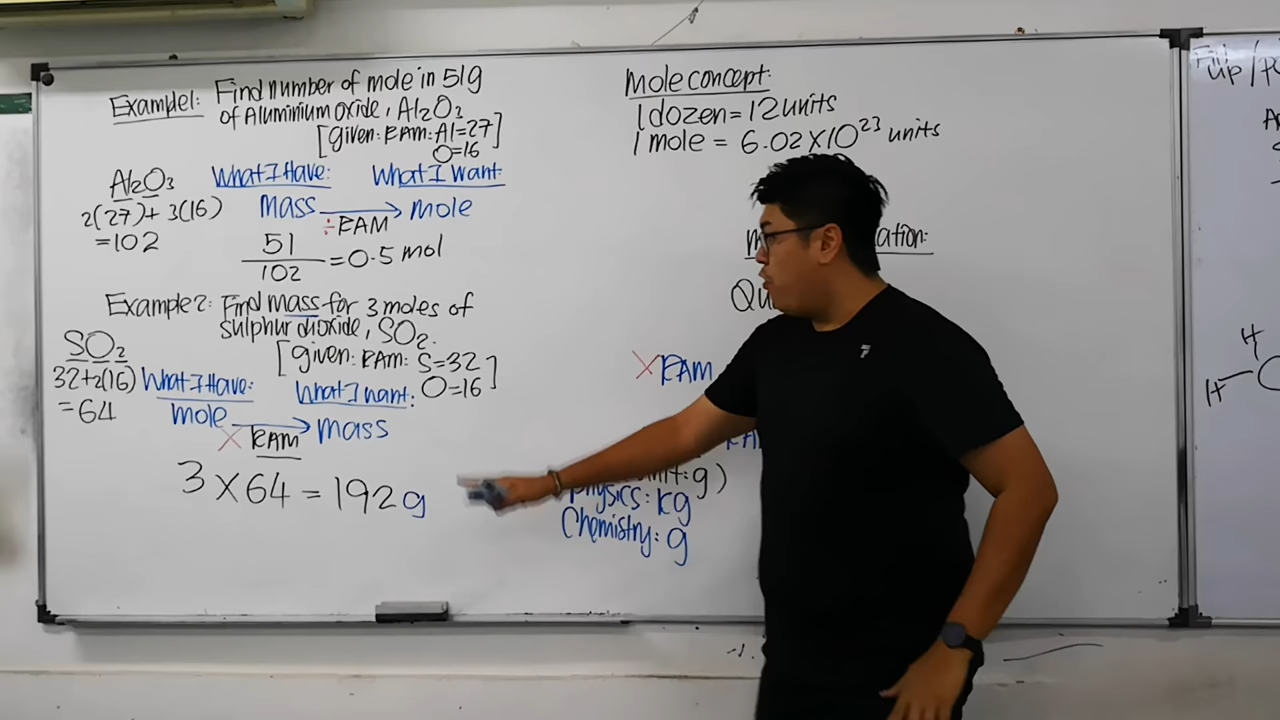 Example1: Find number of mole in 51g
of Aluminium oxide, Al2O3
[given: RAM: Al=27]
O=16
Al2O3
2(27)+ 3(16)
=102
What I Have: What I Want:
Mass → mole
÷ RAM
51
102
=0.5 mol
Example2: Find mass for 3 moles of
sulphur dioxide, SO2.
[given: RAM: S=32]
O=16
SO2
32+2(16)
=64
What I Have: What I want:
mole → mass
X RAM
3 X 64 = 192g
Mole concept:
1 dozen = 12 units
1 mole = 6.02 X 10^23 units
X RAM
g)
Physics: kg
Chemistry: g
up /
H
H